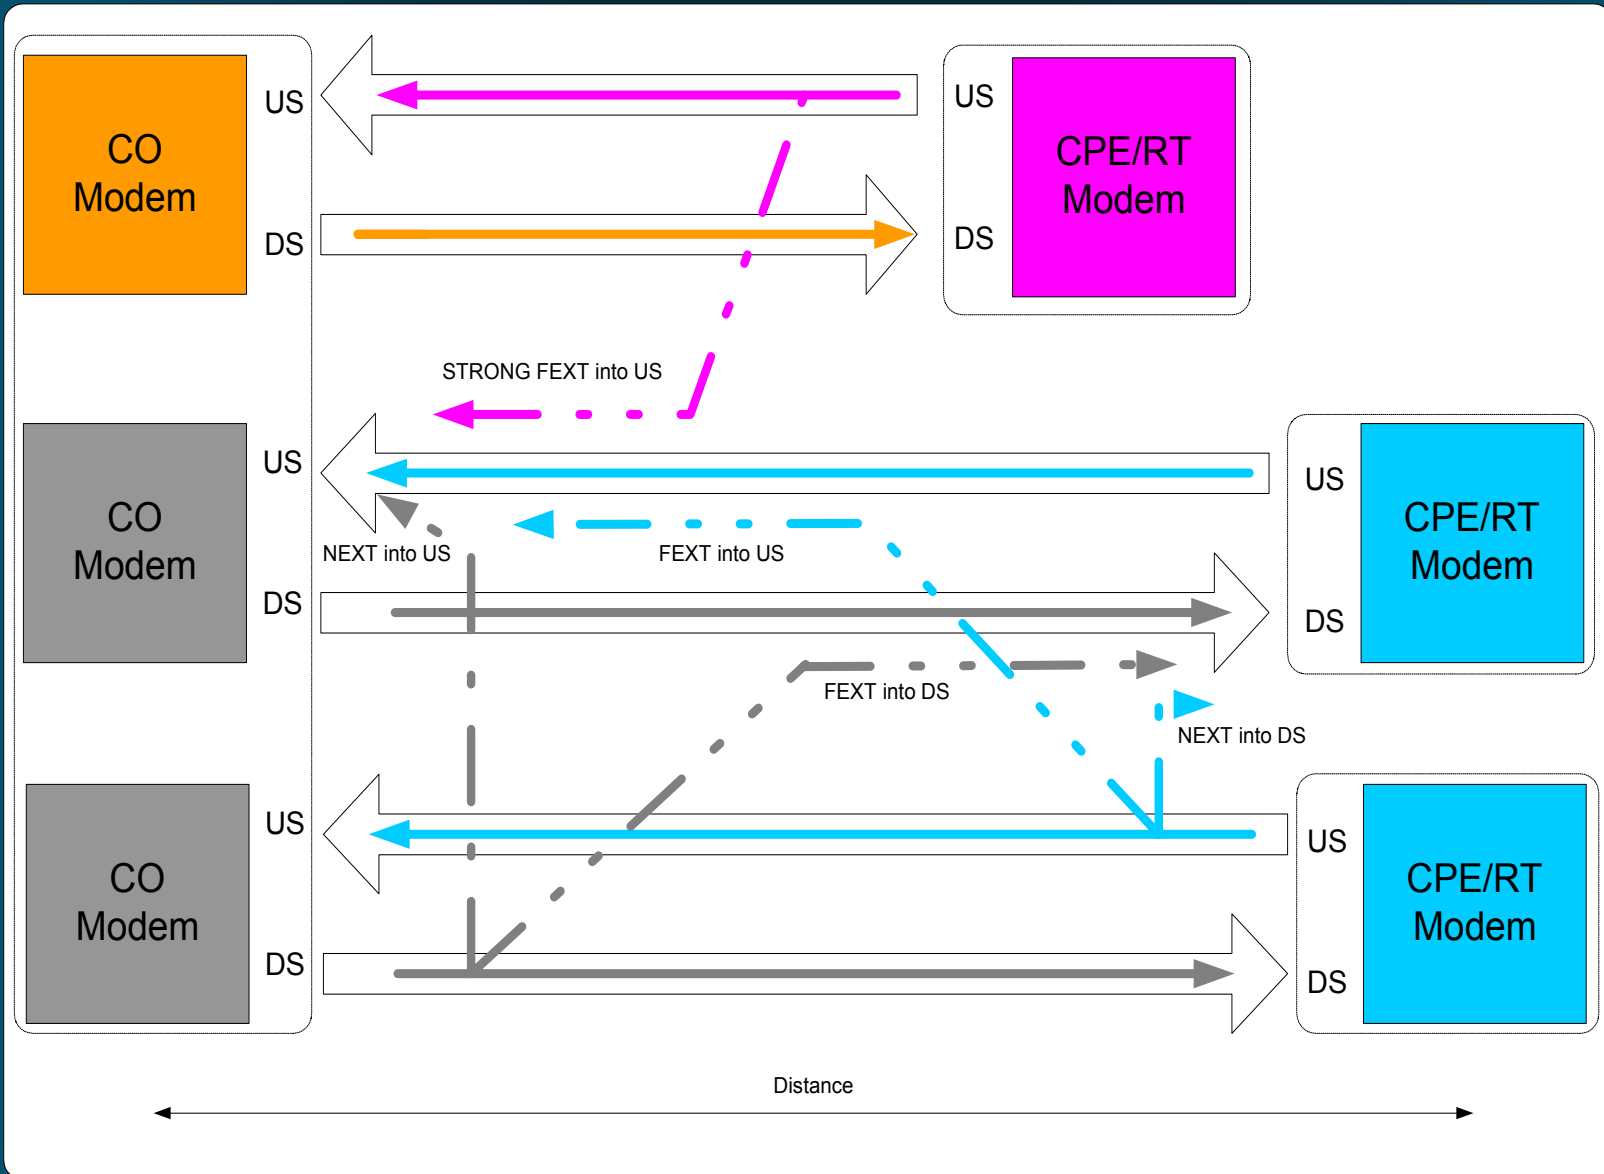 CO
Modem
US
DS
US
DS
CPE/RT
Modem
STRONG FEXT into US
CO
Modem
US
DS
NEXT into US
FEXT into US
US
DS
CPE/RT
Modem
FEXT into DS
NEXT into DS
CO
Modem
US
DS
US
DS
CPE/RT
Modem
Distance